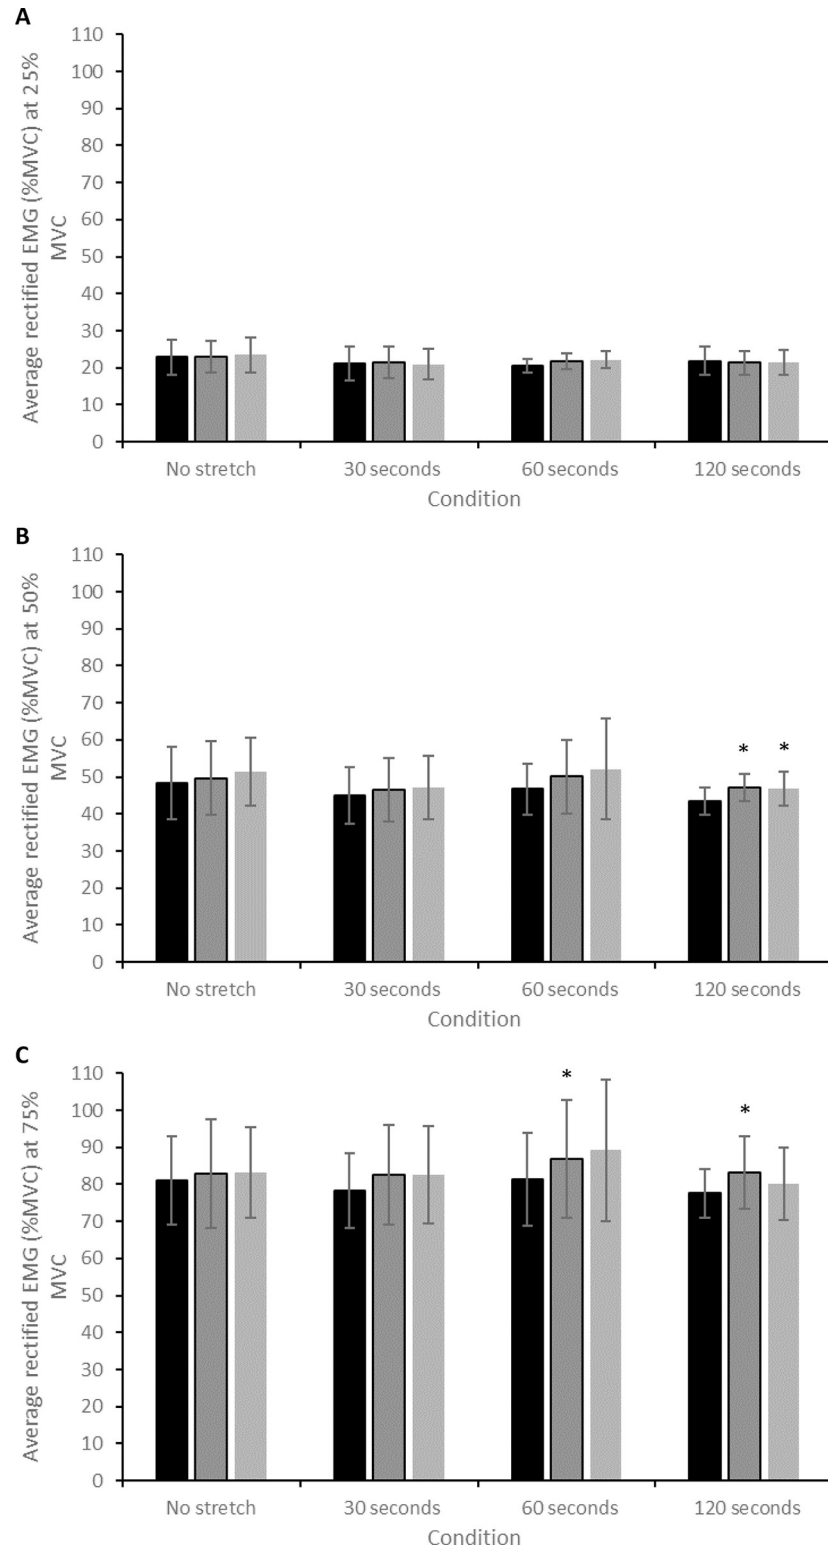 A
Average rectified EMG (%MVC) at 25%
MVC
110
100
90
80
70
60
50
40
30
20
10
0
No stretch 30 seconds 60 seconds 120 seconds
Condition
B
Average rectified EMG (%MVC) at 50%
MVC
110
100
90
80
70
60
50
40
30
20
10
0
* *
No stretch 30 seconds 60 seconds 120 seconds
Condition
C
Average rectified EMG (%MVC) at 75%
MVC
110
100
90
80
70
60
50
40
30
20
10
0
* *
No stretch 30 seconds 60 seconds 120 seconds
Condition